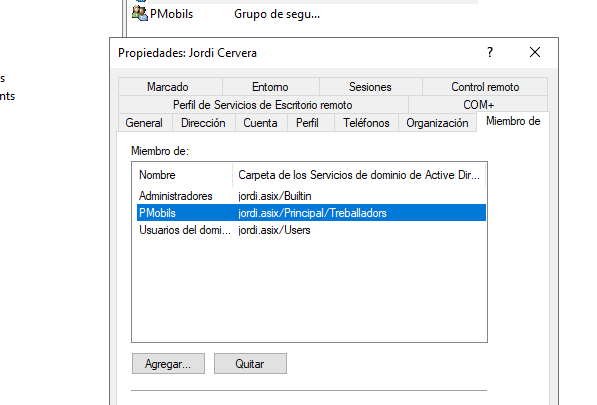 PMobils Grupo de segu...
s
nts
Propiedades: Jordi Cervera ? ×
Marcado Entorno Sesiones Control remoto
Perfil de Servicios de Escritorio remoto COM+
General Dirección Cuenta Perfil Teléfonos Organización Miembro de
Miembro de:
Nombre Carpeta de los Servicios de dominio de Active Dir...
Administradores jordi.asix/Builtin
PMobils jordi.asix/Principal/Treballadors
Usuarios del domi... jordi.asix/Users
Agregar... Quitar